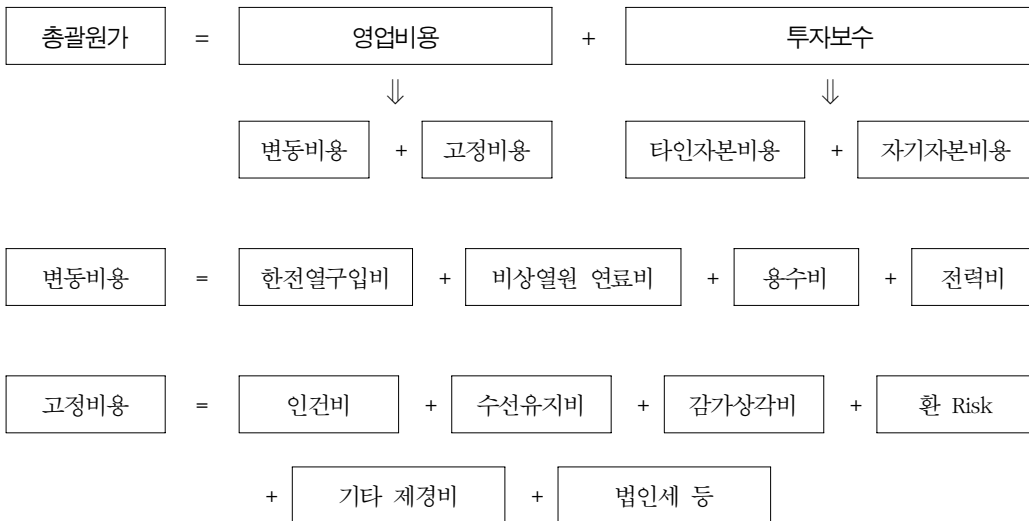 총괄원가 = 영업비용 + 투자보수
⇓ ⇓
변동비용 + 고정비용 타인자본비용 + 자기자본비용
변동비용 = 한전열구입비 + 비상열원 연료비 + 용수비 + 전력비
고정비용 = 인건비 + 수선유지비 + 감가상각비 + 환 Risk
+ 기타 제경비 + 법인세 등